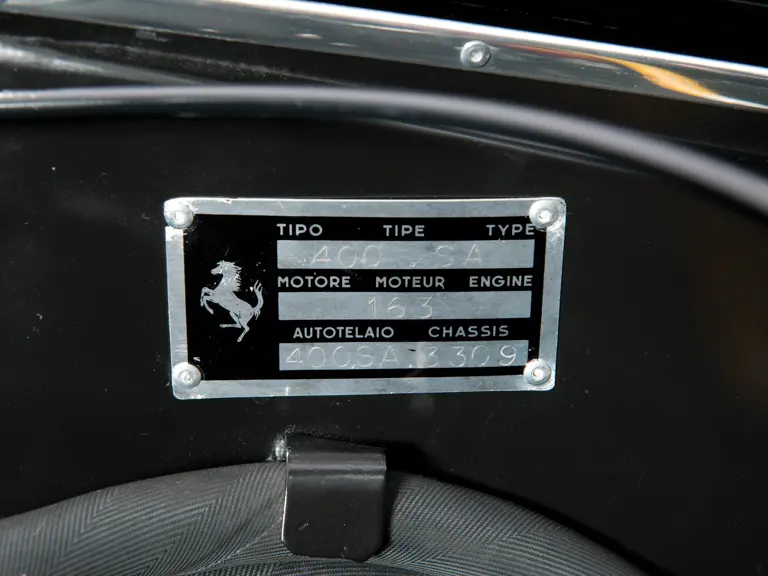 TIPO TIPE TYPE
400 SA
MOTORE MOTEUR ENGINE
163
AUTOTELAIO CHASSIS
400SA 3309